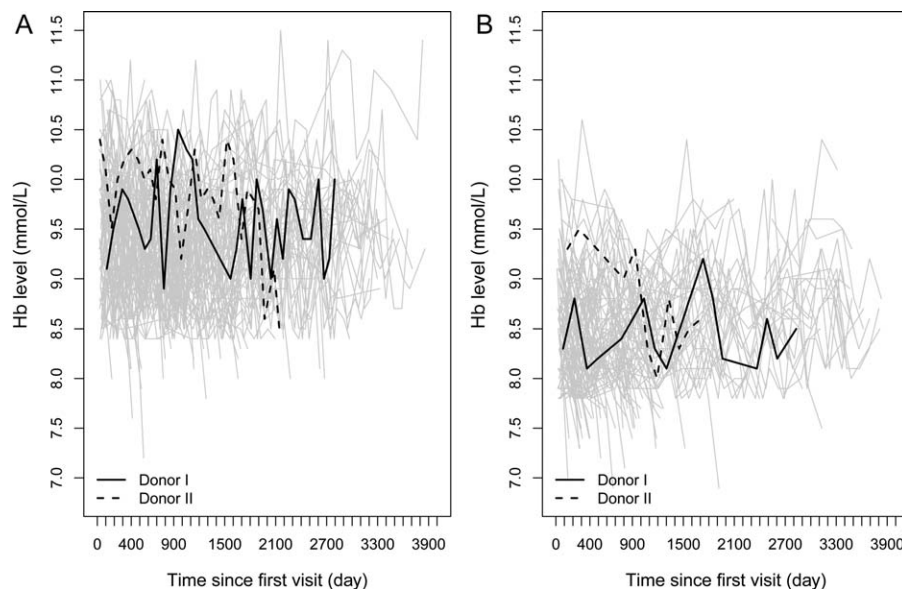 A
B
Hb level (mmol/L)
11.5
11.0
10.5
10.0
9.5
9.0
8.5
8.0
7.5
7.0
Donor I
Donor II
0 400 900 1500 2100 2700 3300 3900
Time since first visit (day)
Hb level (mmol/L)
11.5
11.0
10.5
10.0
9.5
9.0
8.5
8.0
7.5
7.0
Donor I
Donor II
0 400 900 1500 2100 2700 3300 3900
Time since first visit (day)